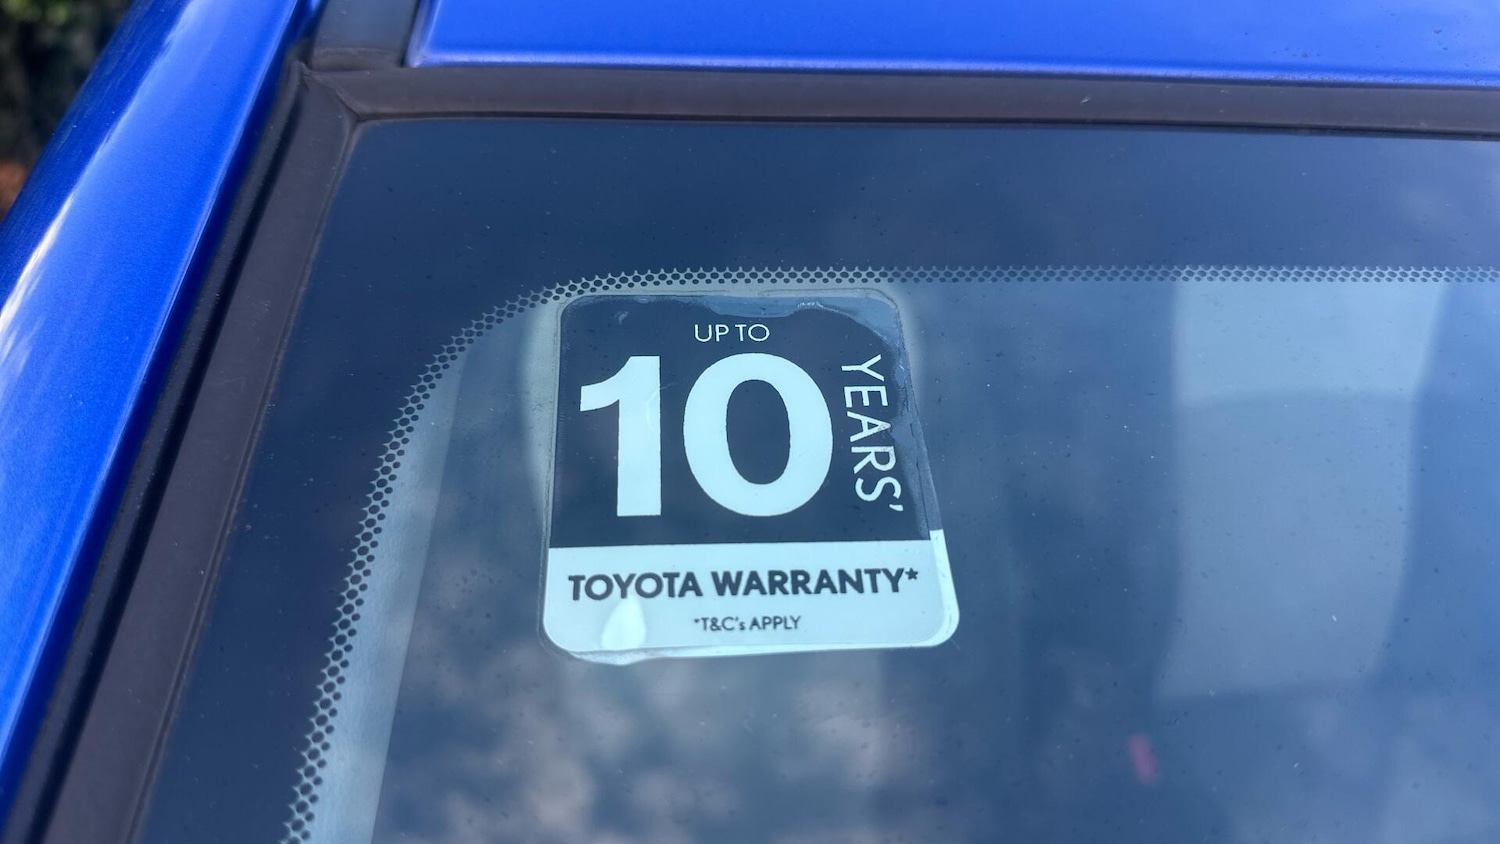 UP TO
10
YEARS'
TOYOTA WARRANTY*
*T&C's APPLY